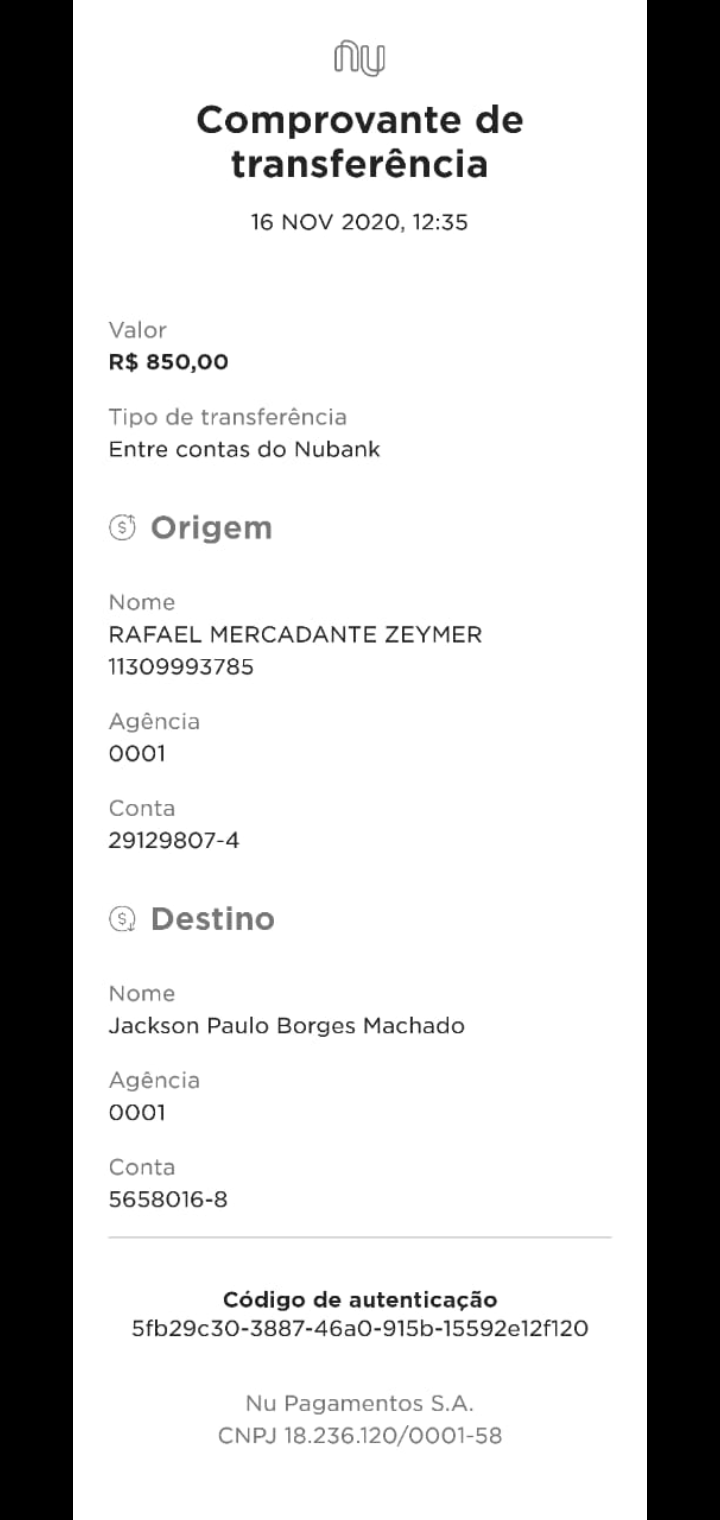 nu
Comprovante de
transferência
16 NOV 2020, 12:35
Valor
R$ 850,00
Tipo de transferência
Entre contas do Nubank
Origem
Nome
RAFAEL MERCADANTE ZEYMER
11309993785
Agência
0001
Conta
29129807-4
Destino
Nome
Jackson Paulo Borges Machado
Agência
0001
Conta
5658016-8
Código de autenticação
5fb29c30-3887-46a0-915b-15592e12f120
Nu Pagamentos S.A.
CNPJ 18.236.120/0001-58